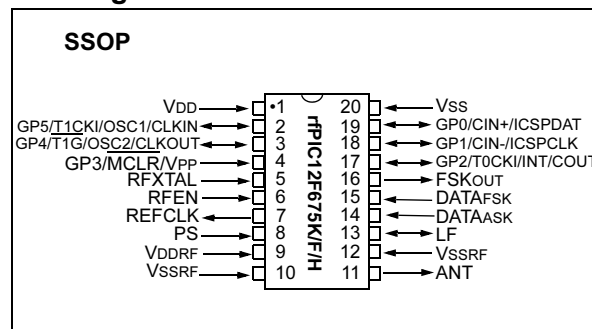 SSOP
VDD
GP5/T1CKI/OSC1/CLKIN
GP4/T1G/OSC2/CLKOUT
GP3/MCLR/VPP
RFXTAL
RFEN
REFCLK
PS
VDDRF
VSSRF
•1
2
3
4
5
6
7
8
9
10
rfPIC12F675K/F/H
20
19
18
17
16
15
14
13
12
11
VSS
GP0/CIN+/ICSPDAT
GP1/CIN-/ICSPCLK
GP2/T0CKI/INT/COUT
FSKOUT
DATAFSK
DATAASK
LF
VSSRF
ANT